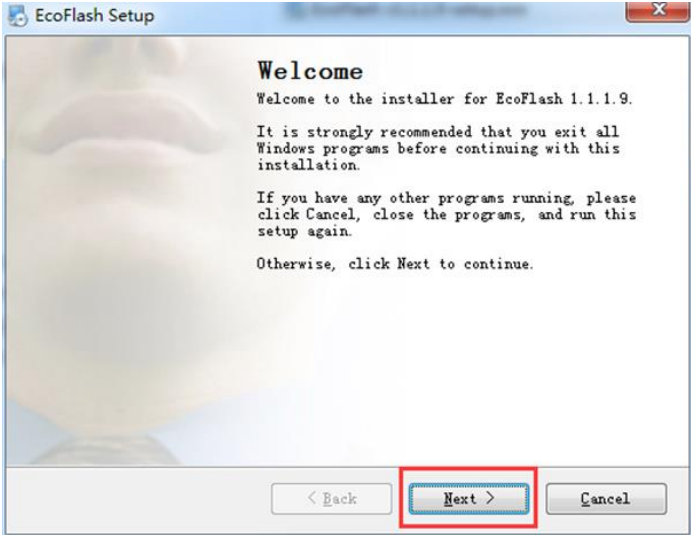 EcoFlash Setup
Welcome
Welcome to the installer for EcoFlash 1.1.1.9.
It is strongly recommended that you exit all
Windows programs before continuing with this
installation.
If you have any other programs running, please
click Cancel, close the programs, and run this
setup again.
Otherwise, click Next to continue.
< Back
Next >
Cancel